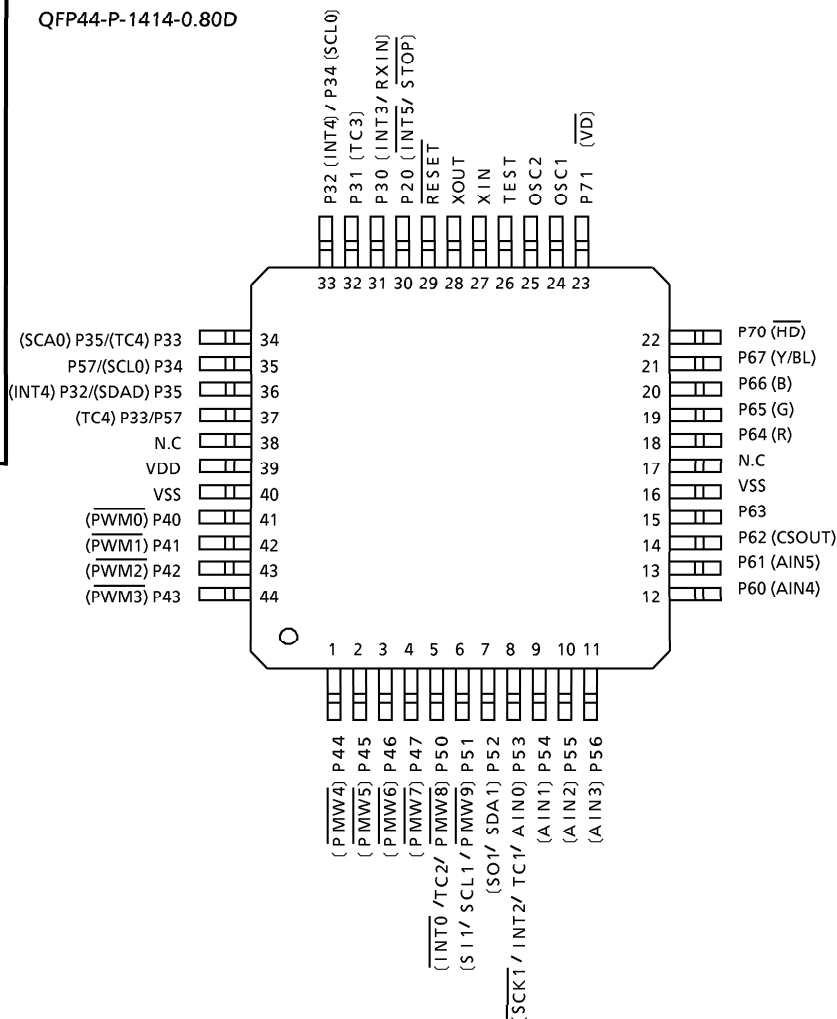 QFP44-P-1414-0.80D
P32 (INT4) / P34 (SCL0)
P31 (TC3)
P30 (INT3/ RXIN)
P20 (INT5/ STOP)
RESET
XOUT
XIN
TEST
OSC2
OSC1
P71 (VD)
33 32 31 30 29 28 27 26 25 24 23
(SCA0) P35/(TC4) P33 34
P57/(SCL0) P34 35
(INT4) P32/(SDAD) P35 36
(TC4) P33/P57 37
N.C 38
VDD 39
VSS 40
(PWM0) P40 41
(PWM1) P41 42
(PWM2) P42 43
(PWM3) P43 44
22 P70 (HD)
21 P67 (Y/BL)
20 P66 (B)
19 P65 (G)
18 P64 (R)
17 N.C
16 VSS
15 P63
14 P62 (CSOUT)
13 P61 (AIN5)
12 P60 (AIN4)
1 2 3 4 5 6 7 8 9 10 11
(PMW4) P44
(PMW5) P45
(PMW6) P46
(PMW7) P47
(INT0 /TC2/ PMW8) P50
(SI1/ SCL1 / PMW9) P51
(SO1/ SDA1) P52
(SCK1 / INT2/ TC1/ AIN0) P53
(AIN1) P54
(AIN2) P55
(AIN3) P56